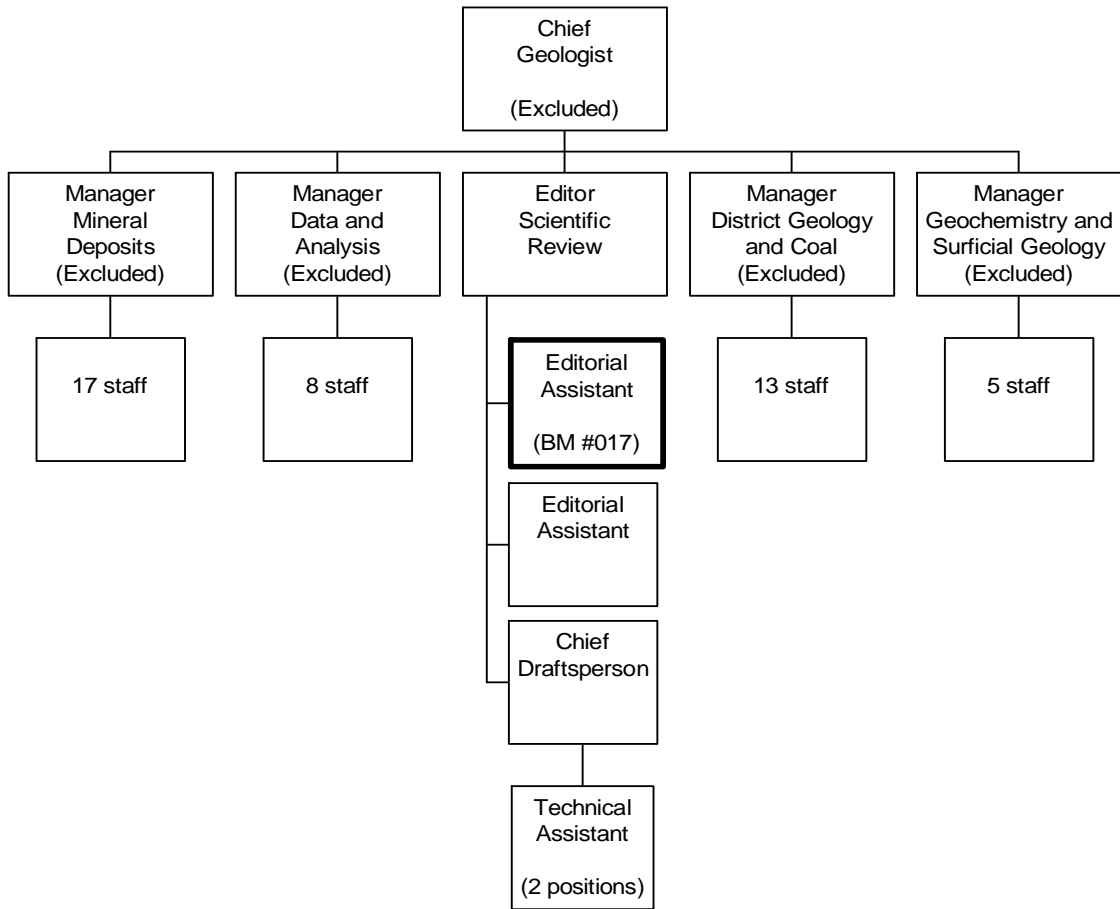 Chief
Geologist
(Excluded)
Manager
Mineral
Deposits
(Excluded)
Manager
Data and
Analysis
(Excluded)
Editor
Scientific
Review
Manager
District Geology
and Coal
(Excluded)
Manager
Geochemistry and
Surficial Geology
(Excluded)
17 staff
8 staff
Editorial
Assistant
(BM #017)
13 staff
5 staff
Editorial
Assistant
Chief
Draftsperson
Technical
Assistant
(2 positions)